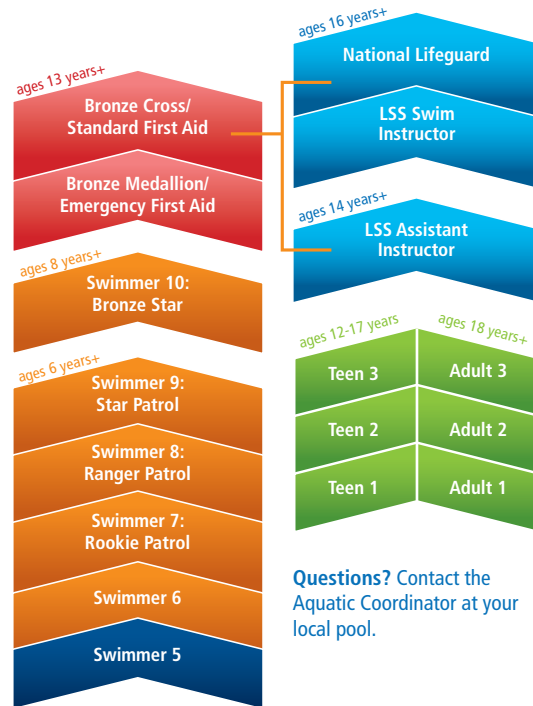 ages 13 years+
Bronze Cross/
Standard First Aid
Bronze Medallion/
Emergency First Aid
ages 8 years+
Swimmer 10:
Bronze Star
ages 6 years+
Swimmer 9:
Star Patrol
Swimmer 8:
Ranger Patrol
Swimmer 7:
Rookie Patrol
Swimmer 6
Swimmer 5
ages 16 years+
National Lifeguard
LSS Swim
Instructor
ages 14 years+
LSS Assistant
Instructor
ages 12-17 years
ages 18 years+
Teen 3
Adult 3
Teen 2
Adult 2
Teen 1
Adult 1
Questions? Contact the
Aquatic Coordinator at your
local pool.